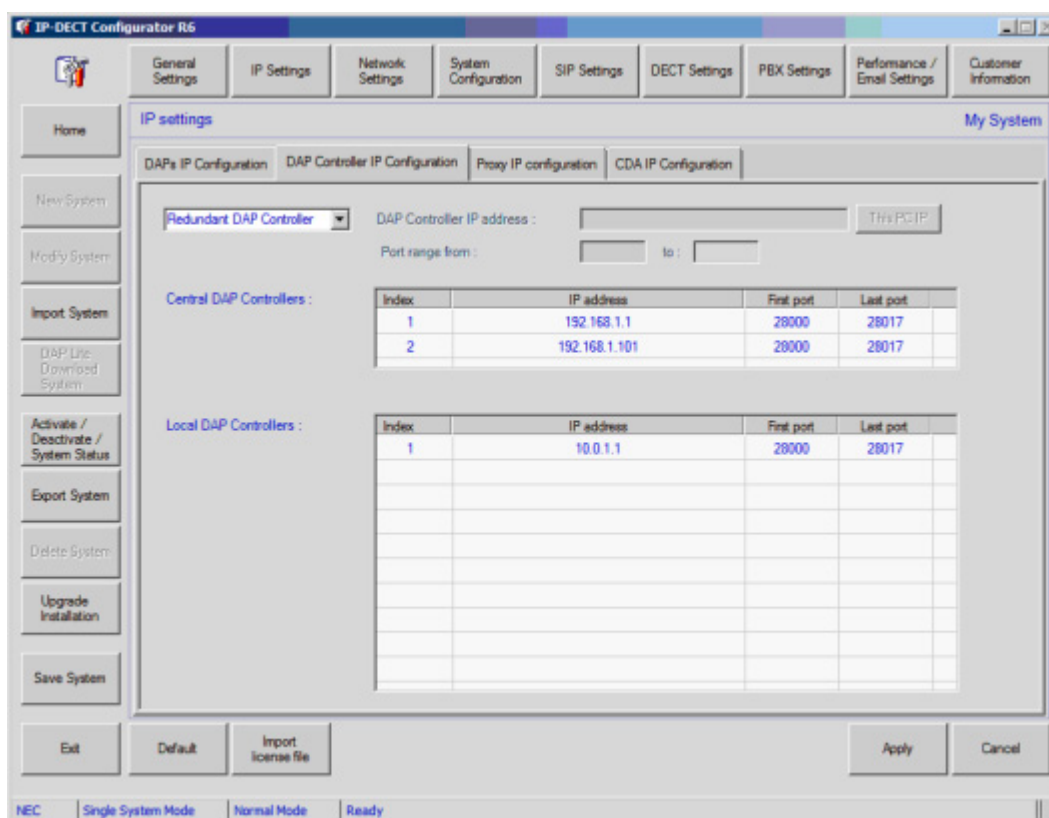 IP-DECT Configurator R6
General Settings
IP Settings
Network Settings
System Configuration
SIP Settings
DECT Settings
PBX Settings
Performance / Email Settings
Customer Information
Home
IP settings
My System
DAPs IP Configuration
DAP Controller IP Configuration
Proxy IP configuration
CDA IP Configuration
New System
Redundant DAP Controller
DAP Controller IP address :
This PC IP
Modify System
Port range from :
to :
Import System
Central DAP Controllers :
Index IP address First port Last port
1 192.168.1.1 28000 28017
2 192.168.1.101 28000 28017
DAP Lite Download System
Activate / Deactivate / System Status
Local DAP Controllers :
Index IP address First port Last port
1 10.0.1.1 28000 28017
Export System
Delete System
Upgrade Installation
Save System
Exit
Default
Import license file
Apply
Cancel
NEC
Single System Mode
Normal Mode
Ready